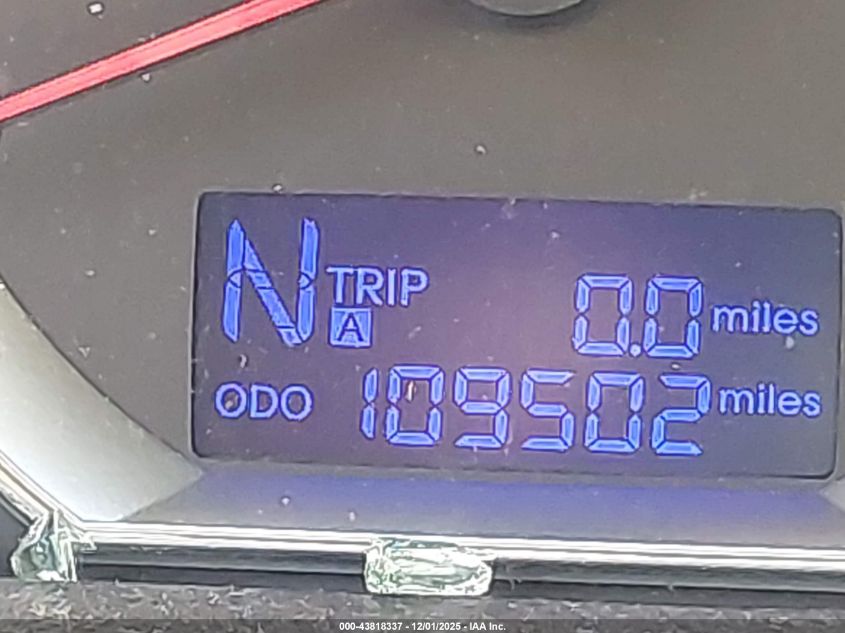 N TRIP A 0.0 miles
ODO 109502 miles
000-43818337 - 12/01/2025 - IAA Inc.